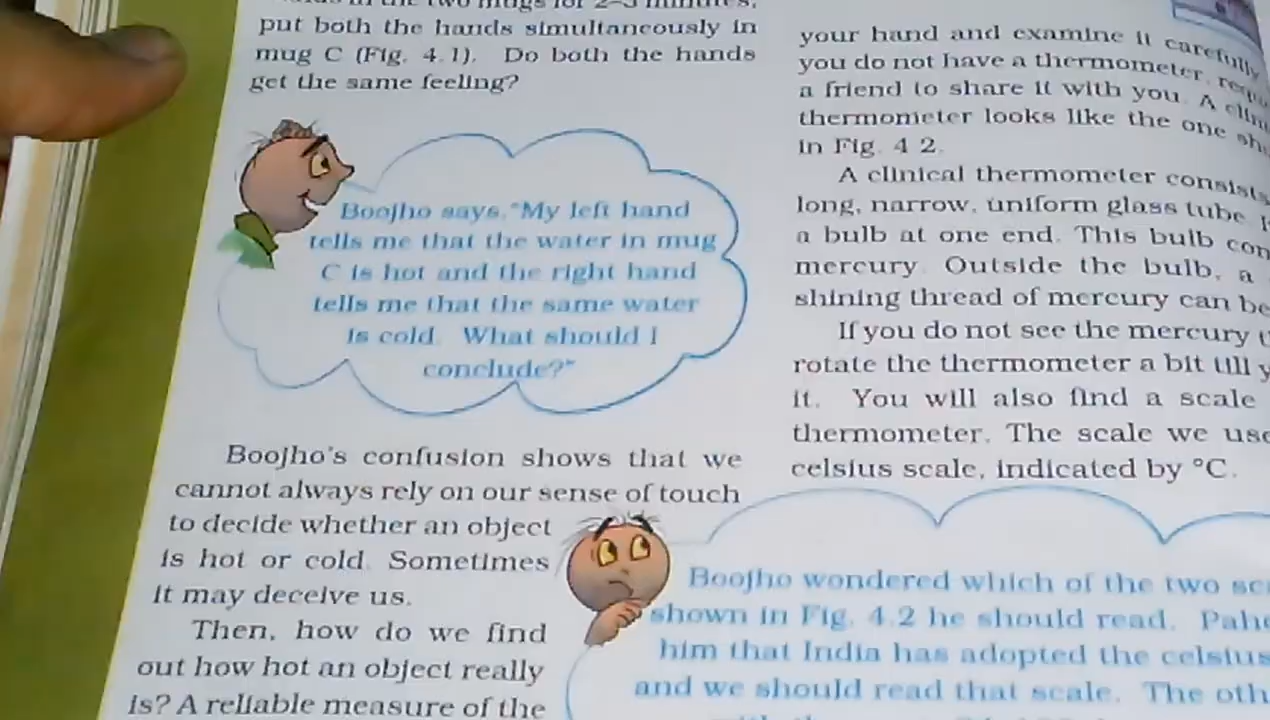 put both the hands simultaneously in
mug C (Fig. 4.1). Do both the hands
get the same feeling?
Boojho says, "My left hand
tells me that the water in mug
C is hot and the right hand
tells me that the same water
is cold. What should I
conclude?"
Boojho's confusion shows that we
cannot always rely on our sense of touch
to decide whether an object
is hot or cold. Sometimes
it may deceive us.
Then, how do we find
out how hot an object really
is? A reliable measure of the
your hand and examine it carefully
you do not have a thermometer,
a friend to share it with you. A
thermometer looks like the one
in Fig. 4 2.
A clinical thermometer consists
long, narrow, uniform glass tube.
a bulb at one end. This bulb
mercury. Outside the bulb, a
shining thread of mercury can be
If you do not see the mercury
rotate the thermometer a bit till
it. You will also find a scale
thermometer. The scale we
celsius scale, indicated by °C.
Boojho wondered which of the two
shown in Fig. 4.2 he should read.
him that India has adopted the celsius
and we should read that scale. The